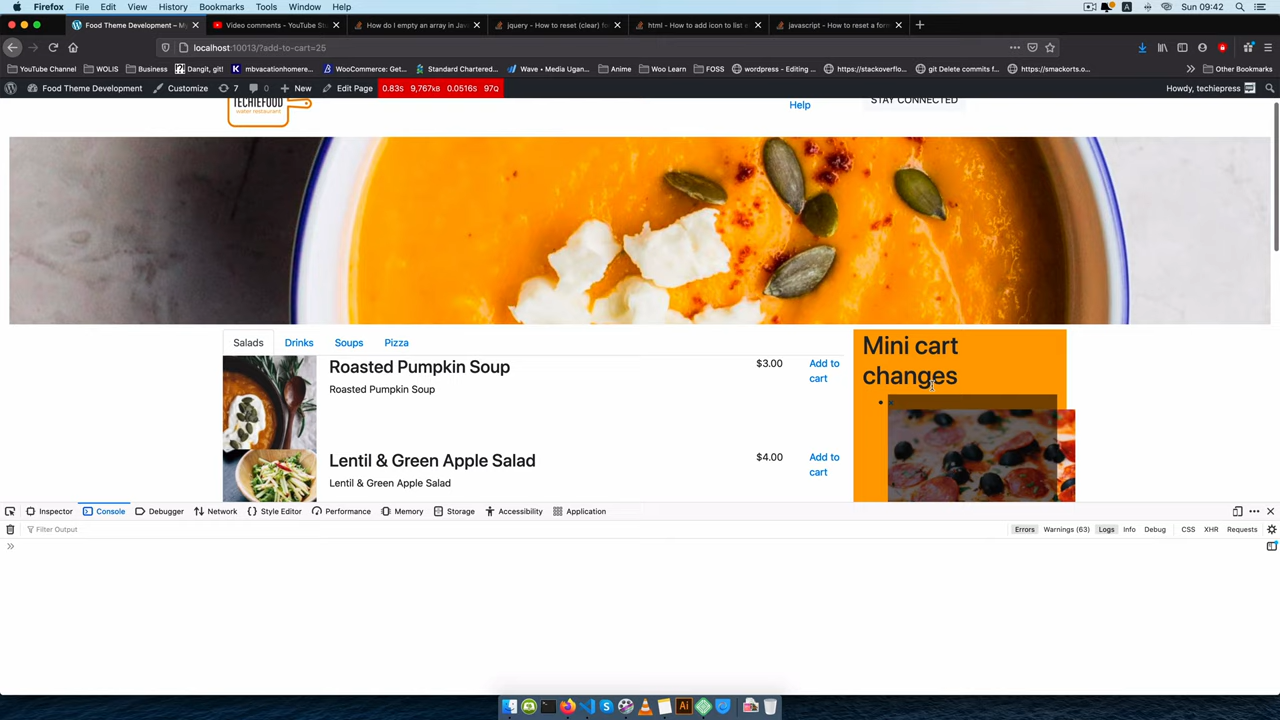 Firefox File Edit View History Bookmarks Tools Window Help Sun 09:42
Food Theme Development – M Video comments - YouTube St How do I empty an array in Jav jquery - How to reset (clear) fo html - How to add icon to list e javascript - How to reset a for
localhost:10013/?add-to-cart=25
YouTube Channel WOLIS Business Dangit, git! mbvacationhomere... WooCommerce: Get... Standard Chartered... Wave • Media Ugan... Anime Woo Learn FOSS wordpress - Editing ... https://stackoverflo... git Delete commits f... https://smackorts.o... Other Bookmarks
Food Theme Development Customize 7 0 New Edit Page 0.83S 9,767KB 0.0516S 97Q Howdy, techiepress
TECHIEFOOD
water restaurant
Help
STAY CONNECTED
Salads Drinks Soups Pizza
Roasted Pumpkin Soup
Roasted Pumpkin Soup
$3.00
Add to
cart
Lentil & Green Apple Salad
Lentil & Green Apple Salad
$4.00
Add to
cart
Mini cart
changes
×
Inspector Console Debugger Network Style Editor Performance Memory Storage Accessibility Application
Filter Output Errors Warnings (63) Logs Info Debug CSS XHR Requests